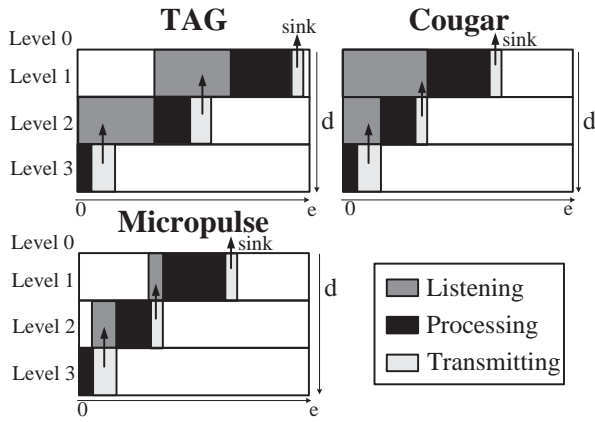 TAG
Cougar
Level 0
sink
sink
Level 1
Level 2
d
d
Level 3
0
e
0
e
Micropulse
Level 0
sink
Level 1
d
Level 2
Level 3
0
e
Listening
Processing
Transmitting